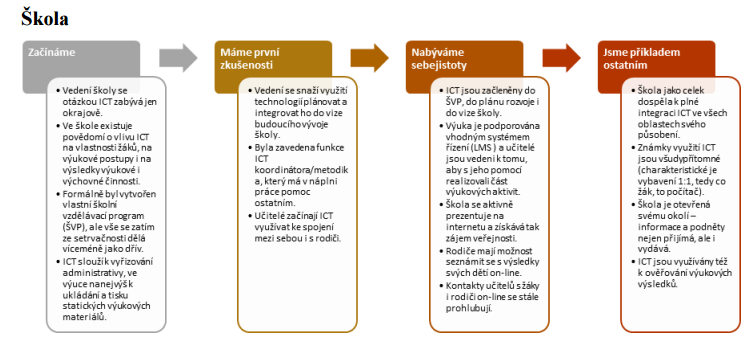 Škola
Začínáme
• Vedení školy se
otázkou ICT zabývá jen
okrajově.
• Ve škole existuje
povědomí o vlivu ICT
na vlastnosti žáků, na
výukové postupy i na
výsledky výukové i
výchovné činnosti.
• Formálně byl vytvořen
vlastní školní
vzdělávací program
(ŠVP), ale vše se zatím
ze setrvačnosti dělá
víceméně jako dřív.
• ICT slouží k vyřizování
administrativy, ve
výuce nanejvýš k
ukládání a tisku
statických výukových
materiálů.
Máme první
zkušenosti
• Vedení se snaží využití
technologií plánovat a
integrovat ho do vize
budoucího vývoje
školy.
• Byla zavedena funkce
ICT
koordinátora/metodik
a, který má v náplni
práce pomoc
ostatním.
• Učitelé začínají ICT
využívat ke spojení
mezi sebou i s rodiči.
Nabýváme
sebejistoty
• ICT jsou začleněny do
ŠVP, do plánu rozvoje i
do vize školy.
• Výuka je podporována
vhodným systémem
řízení (LMS ) a učitelé
jsou vedeni k tomu,
aby s jeho pomocí
realizovali část
výukových aktivit.
• Škola se aktivně
prezentuje na
internetu a získává tak
zájem veřejnosti.
• Rodiče mají možnost
seznámit se s výsledky
svých dětí on-line.
• Kontakty učitelů s žáky
i rodiči on-line se stále
prohlubují.
Jsme příkladem
ostatním
• Škola jako celek
dospěla k plné
integraci ICT ve všech
oblastech svého
působení.
• Známky využití ICT
jsou všudypřítomné
(charakteristické je
vybavení 1:1, tedy co
žák, to počítač).
• Škola je otevřená
svému okolí –
informace a podněty
nejen přijímá, ale i
vydává.
• ICT jsou využívány též
k ověřování výukových
výsledků.